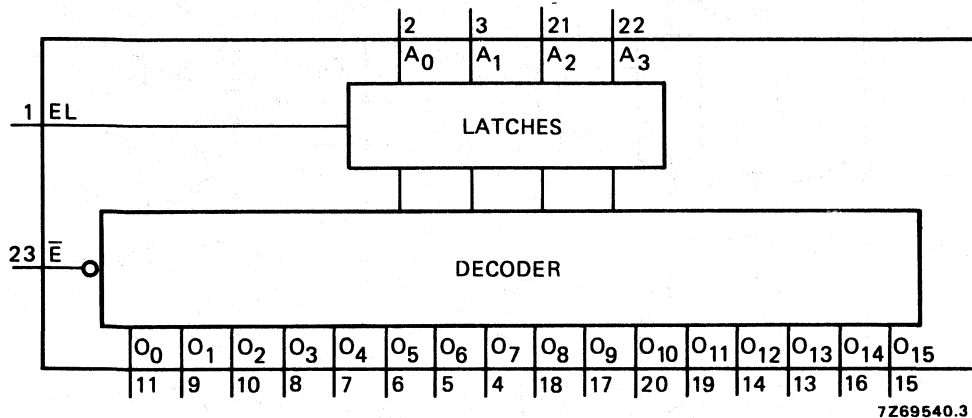 2 3 21 22
A0 A1 A2 A3
1 EL
LATCHES
23 E̅
DECODER
O0 O1 O2 O3 O4 O5 O6 O7 O8 O9 O10 O11 O12 O13 O14 O15
11 9 10 8 7 6 5 4 18 17 20 19 14 13 16 15
7Z69540.3